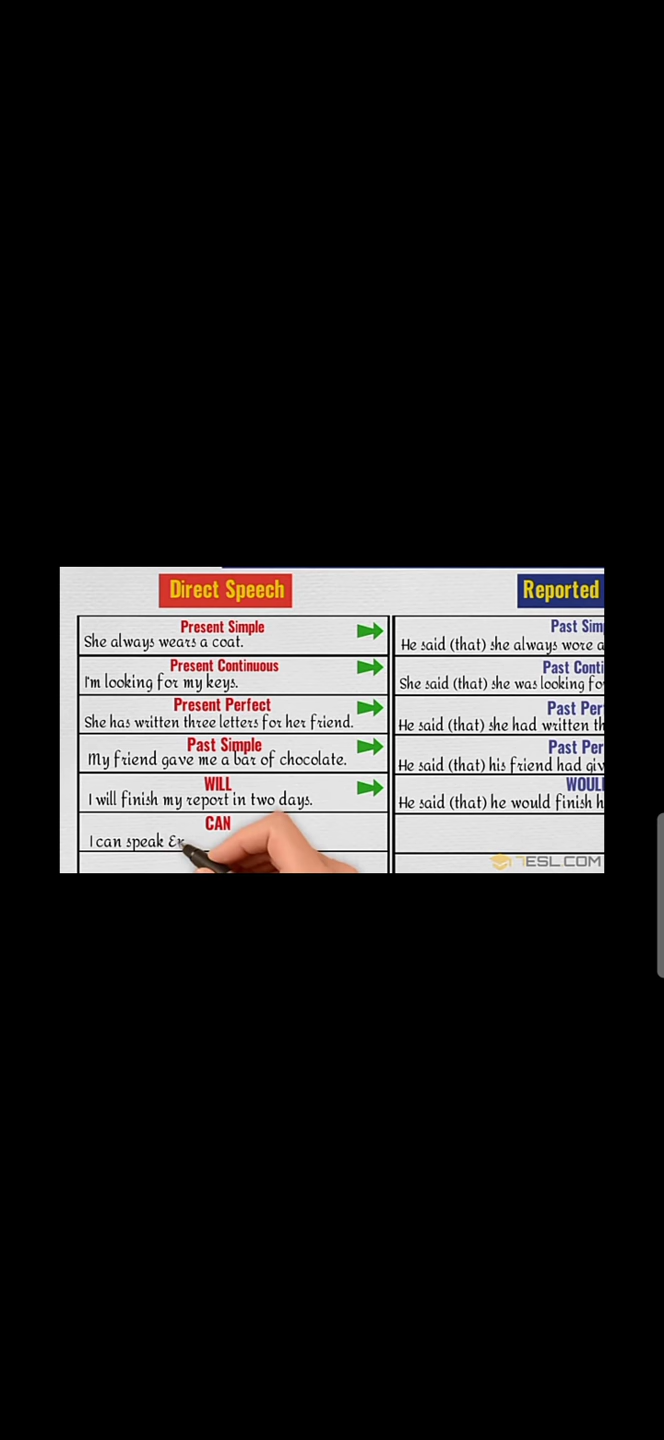 Direct Speech
Reported
Present Simple
She always wears a coat.
Past Sim
He said (that) she always wore a
Present Continuous
I'm looking for my keys.
Past Conti
She said (that) she was looking fo
Present Perfect
She has written three letters for her friend.
Past Per
He said (that) she had written th
Past Simple
My friend gave me a bar of chocolate.
Past Per
He said (that) his friend had giv
WILL
I will finish my report in two days.
WOUL
He said (that) he would finish h
CAN
I can speak En
7ESL.COM